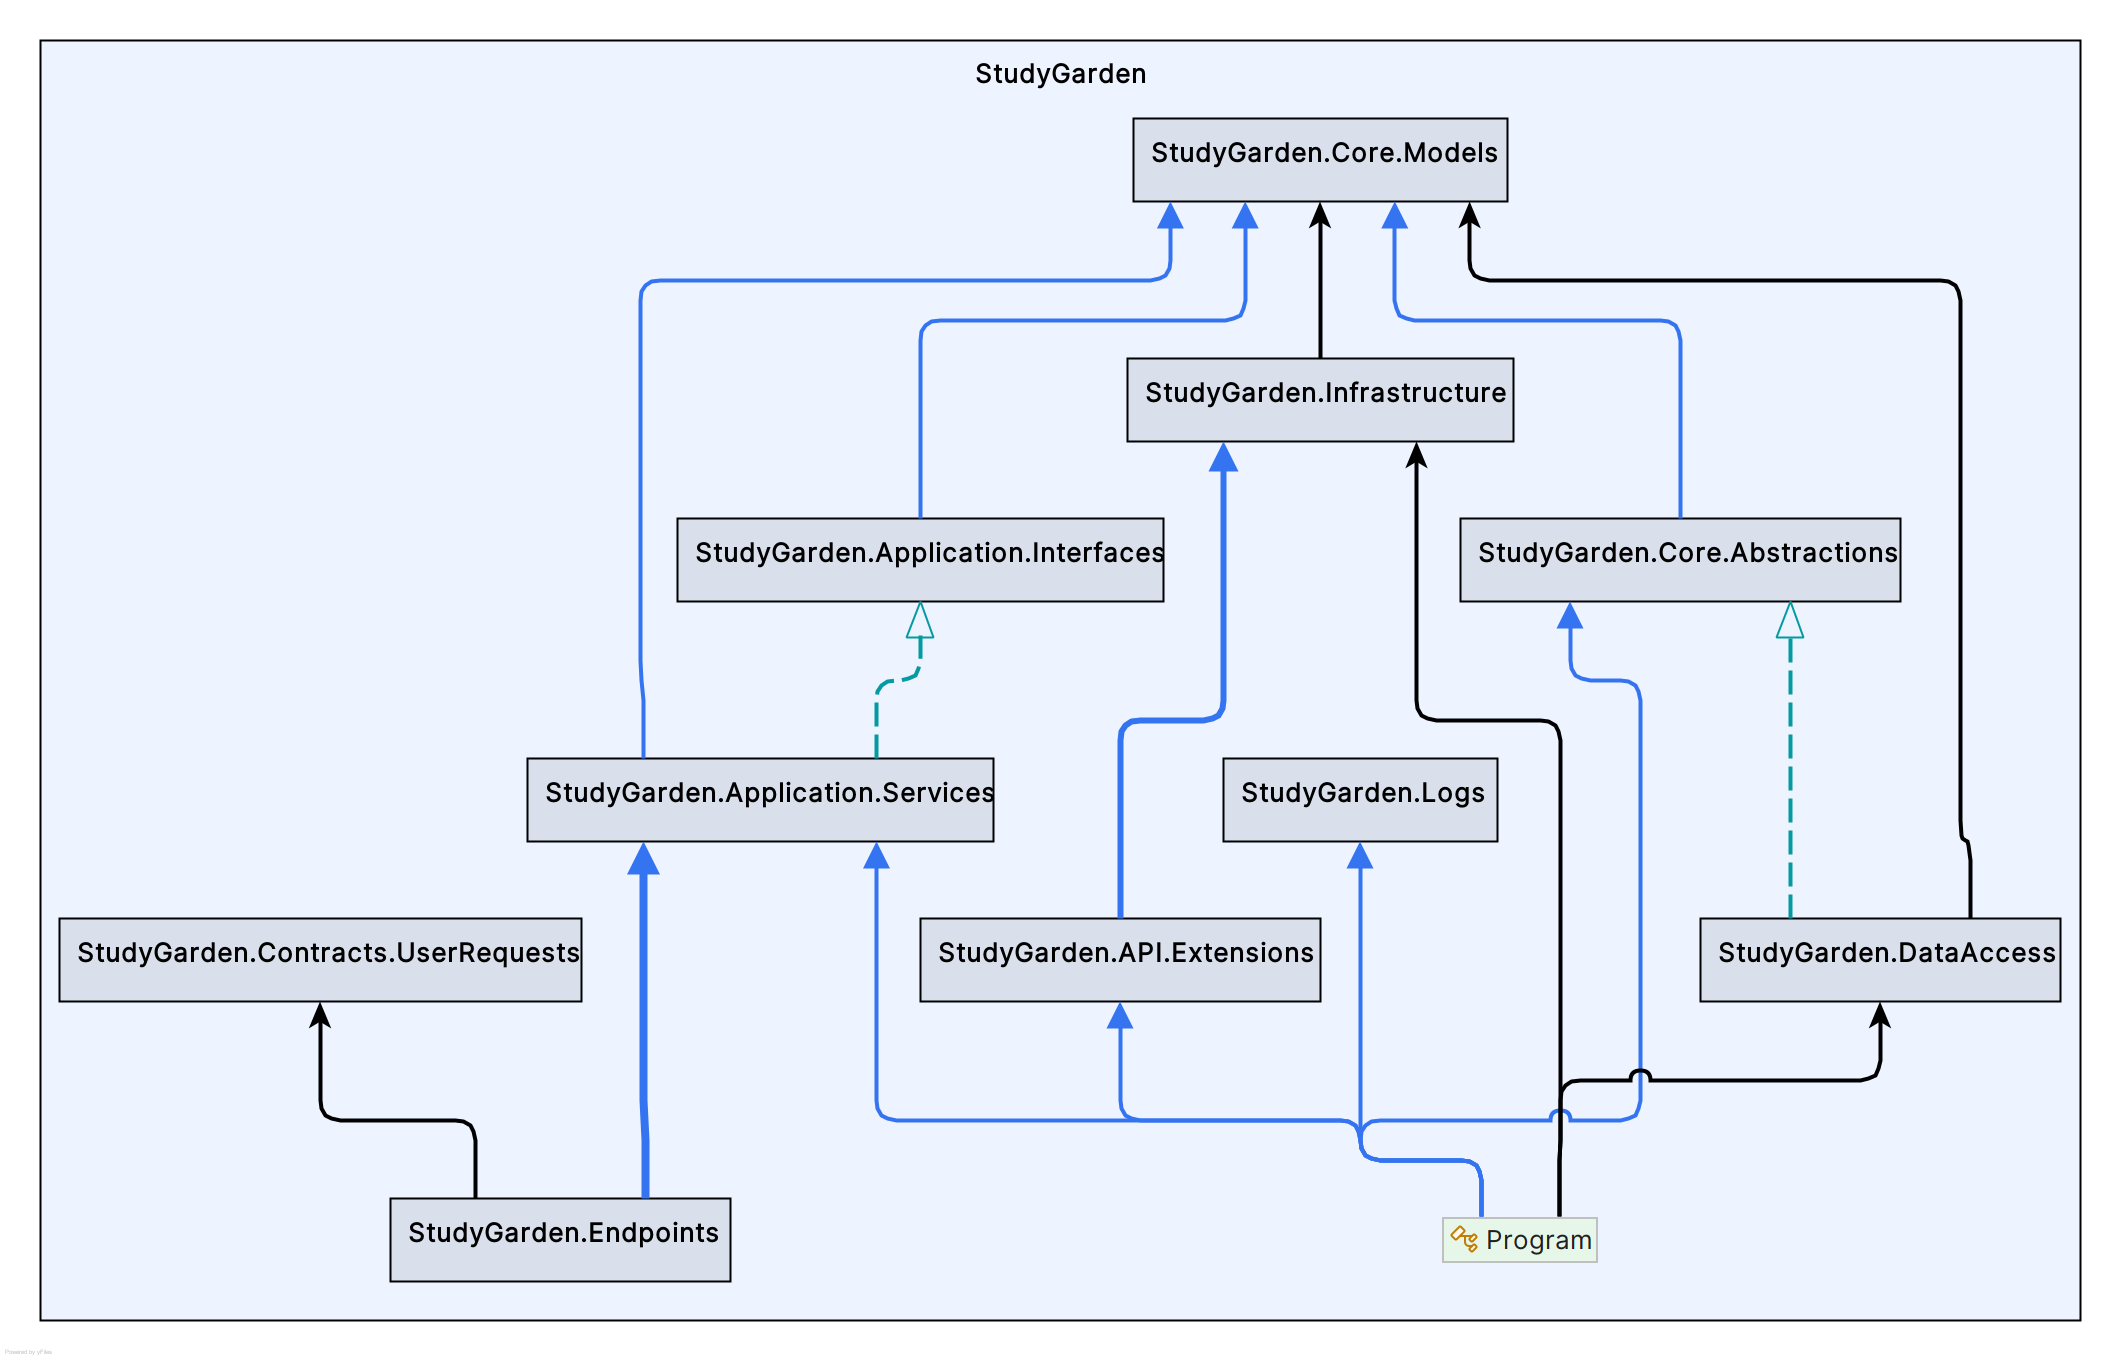 StudyGarden
StudyGarden.Core.Models
StudyGarden.Infrastructure
StudyGarden.Application.Interfaces
StudyGarden.Core.Abstractions
StudyGarden.Application.Services
StudyGarden.Logs
StudyGarden.Contracts.UserRequests
StudyGarden.API.Extensions
StudyGarden.DataAccess
StudyGarden.Endpoints
Program
Powered by yFiles